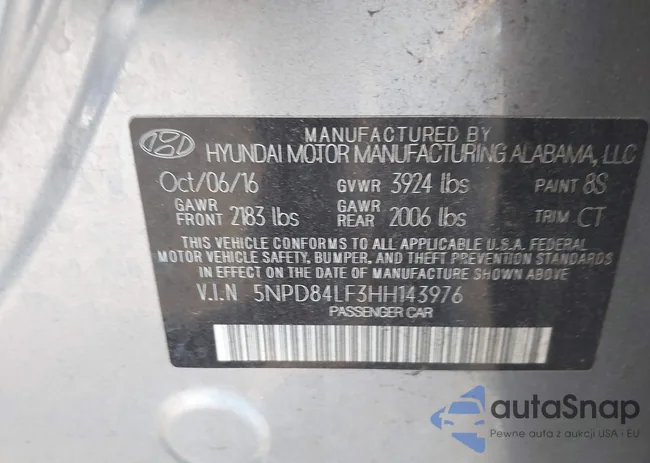 MANUFACTURED BY
HYUNDAI MOTOR MANUFACTURING ALABAMA, LLC
Oct/06/16 GVWR 3924 lbs PAINT 8S
GAWR FRONT 2183 lbs GAWR REAR 2006 lbs TRIM CT
THIS VEHICLE CONFORMS TO ALL APPLICABLE U.S.A. FEDERAL
MOTOR VEHICLE SAFETY, BUMPER, AND THEFT PREVENTION STANDARDS
IN EFFECT ON THE DATE OF MANUFACTURE SHOWN ABOVE
V.I.N 5NPD84LF3HH143976
PASSENGER CAR
autoSnap
Pewne auta z aukcji USA i EU